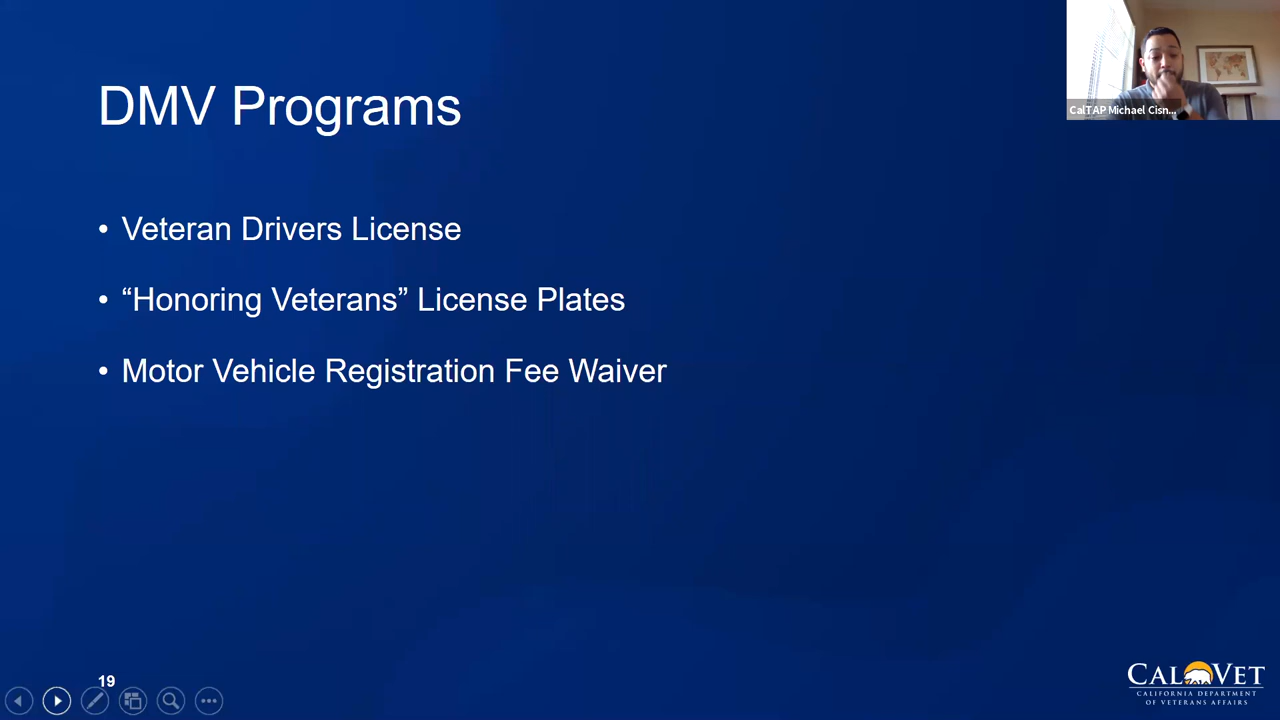 DMV Programs
CalTAP Michael Cisn...
• Veteran Drivers License
• “Honoring Veterans” License Plates
• Motor Vehicle Registration Fee Waiver
19
CALVET
CALIFORNIA DEPARTMENT
OF VETERANS AFFAIRS